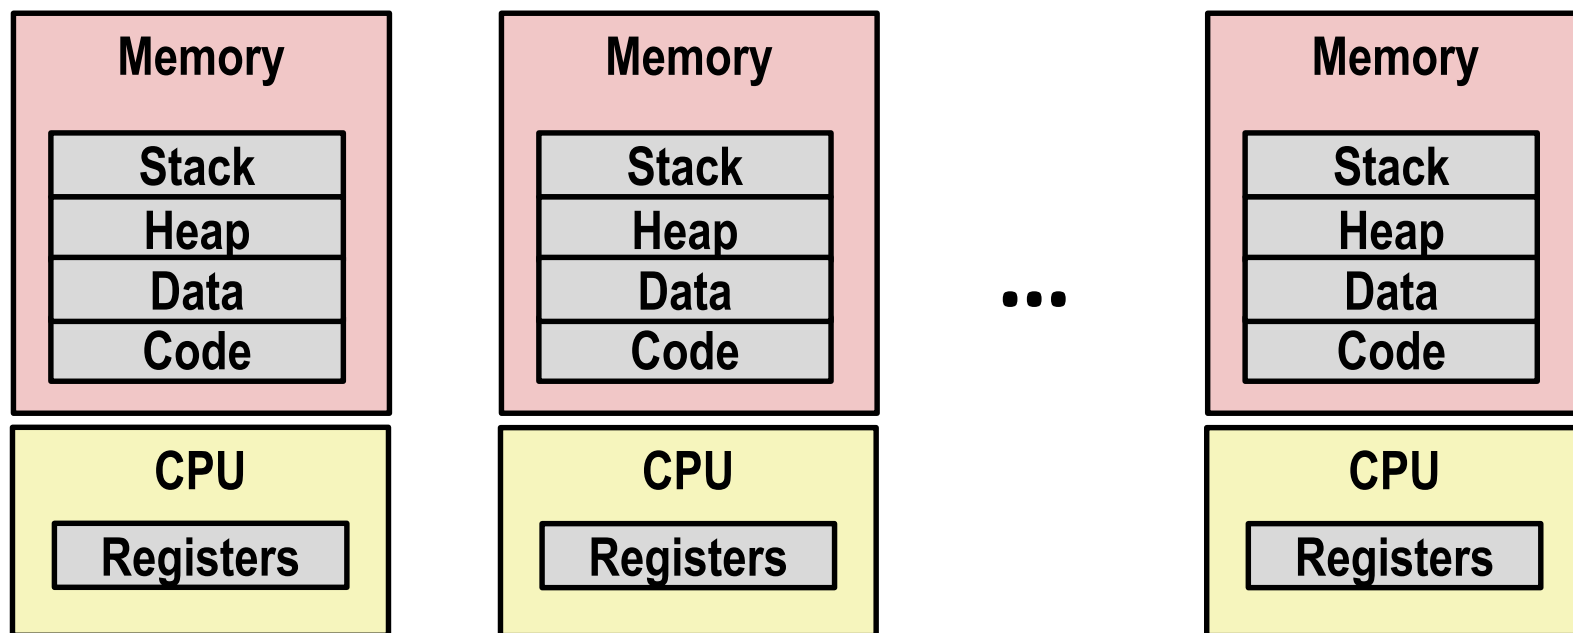 Memory
Stack
Heap
Data
Code
CPU
Registers
Memory
Stack
Heap
Data
Code
CPU
Registers
...
Memory
Stack
Heap
Data
Code
CPU
Registers